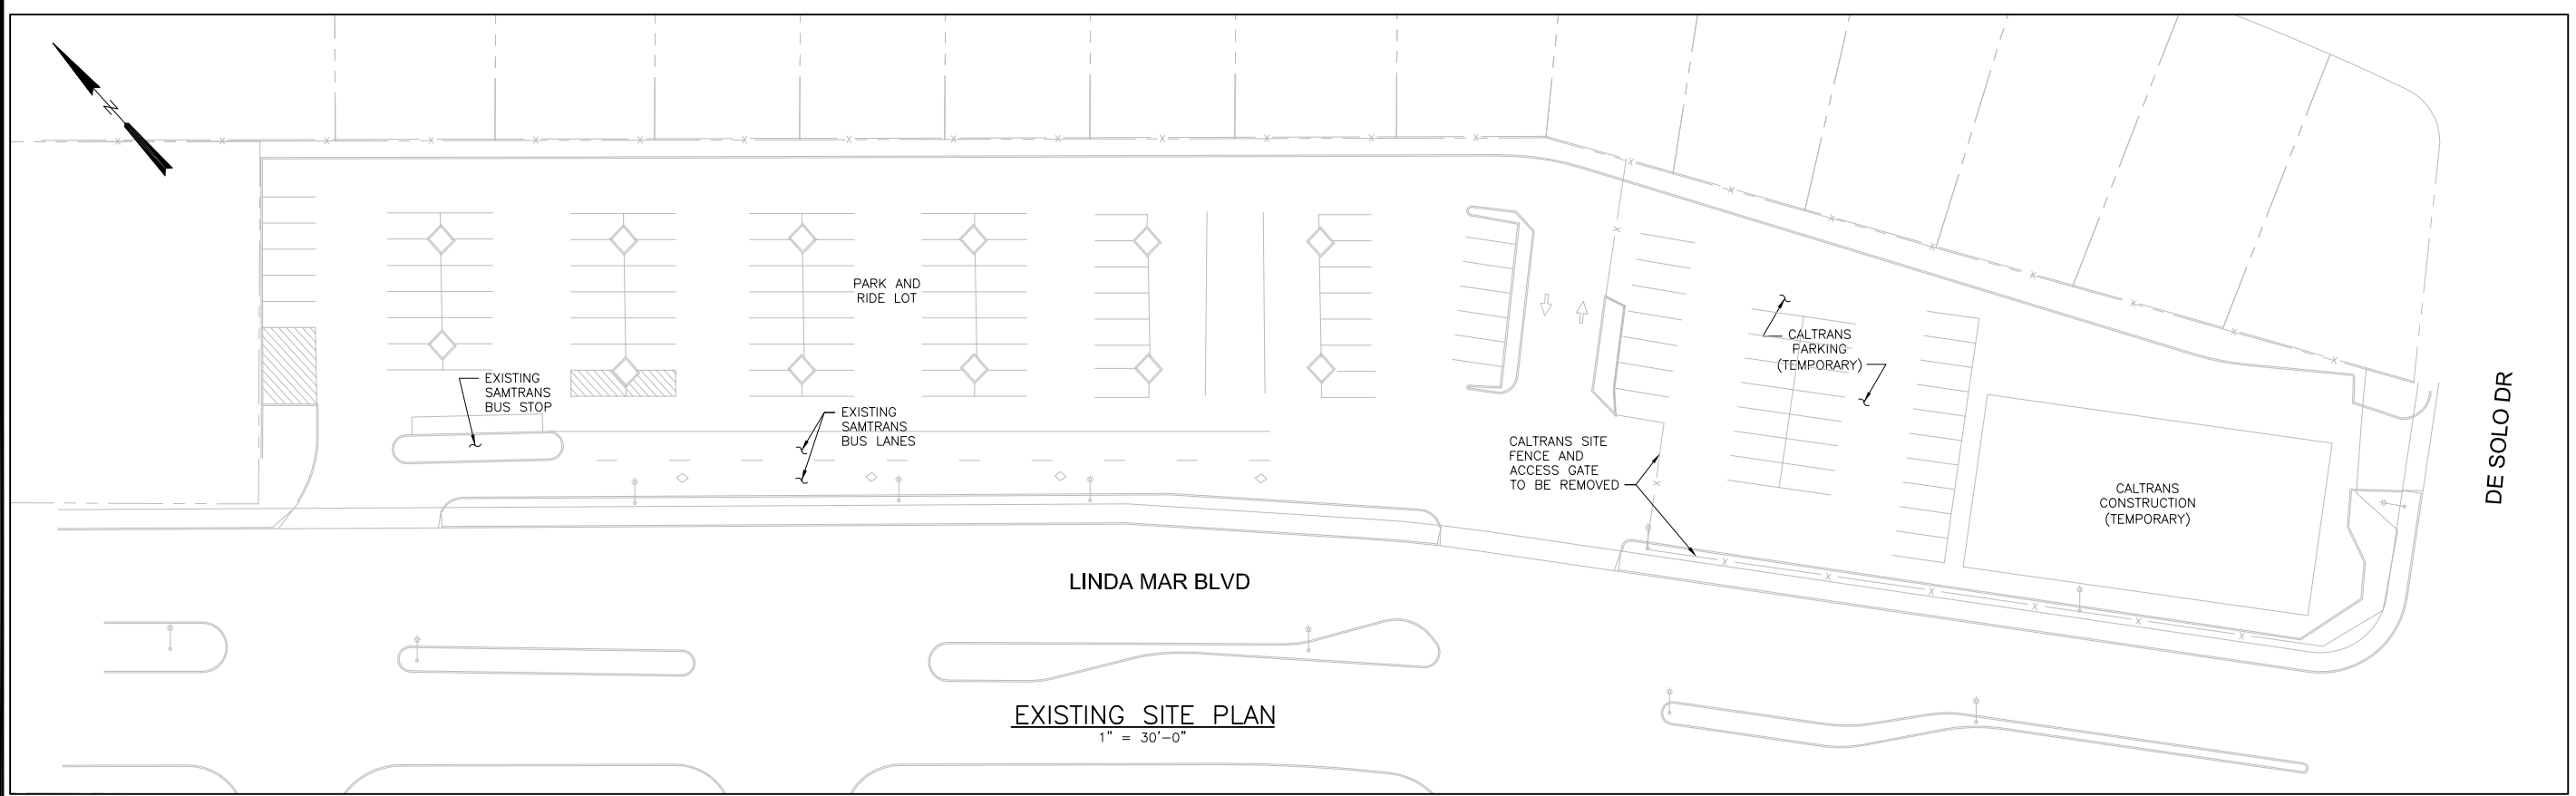 N
PARK AND
RIDE LOT
EXISTING
SAMTRANS
BUS STOP
EXISTING
SAMTRANS
BUS LANES
CALTRANS
PARKING
(TEMPORARY)
CALTRANS SITE
FENCE AND
ACCESS GATE
TO BE REMOVED
CALTRANS
CONSTRUCTION
(TEMPORARY)
DE SOLO DR
LINDA MAR BLVD
EXISTING SITE PLAN
1" = 30'-0"